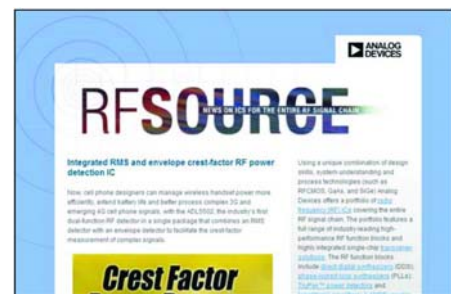 ANALOG
DEVICES
RFSOURCE
NEWS ON ICS FOR THE ENTIRE RF SIGNAL CHAIN
Integrated RMS and envelope crest-factor RF power
detection IC
Now, cell phone designers can manage wireless handset power more
efficiently, extend battery life and better process complex 3G and
emerging 4G cell phone signals, with the ADL5502, the industry's first
dual-function RF detector in a single package that combines an RMS
detector with an envelope detector to facilitate the crest-factor
measurement of complex signals.
Crest Factor
Using a unique combination of design
skills, system understanding and
process technologies (such as
RFCMOS, GaAs, and SiGe) Analog
Devices offers a portfolio of radio
frequency (RF) ICs covering the entire
RF signal chain. The portfolio features a
full range of industry-leading high-
performance RF function blocks and
highly integrated single-chip transceiver
solutions. The RF function blocks
include direct digital synthesizers (DDS),
phase-locked loop synthesizers (PLLs),
TruPwr™ power detectors and